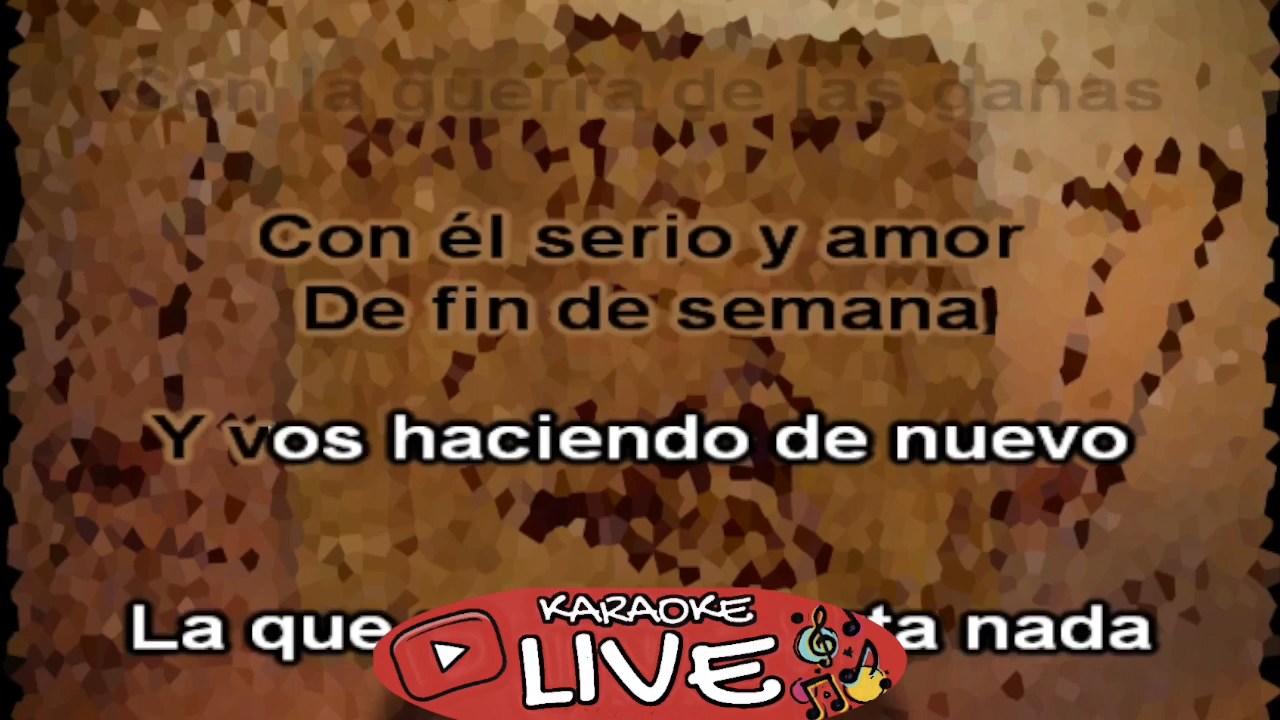 Con la guerra de las ganas
Con él serio y amor
De fin de semana
Y vos haciendo de nuevo
La que nada
KARAOKE
LIVE